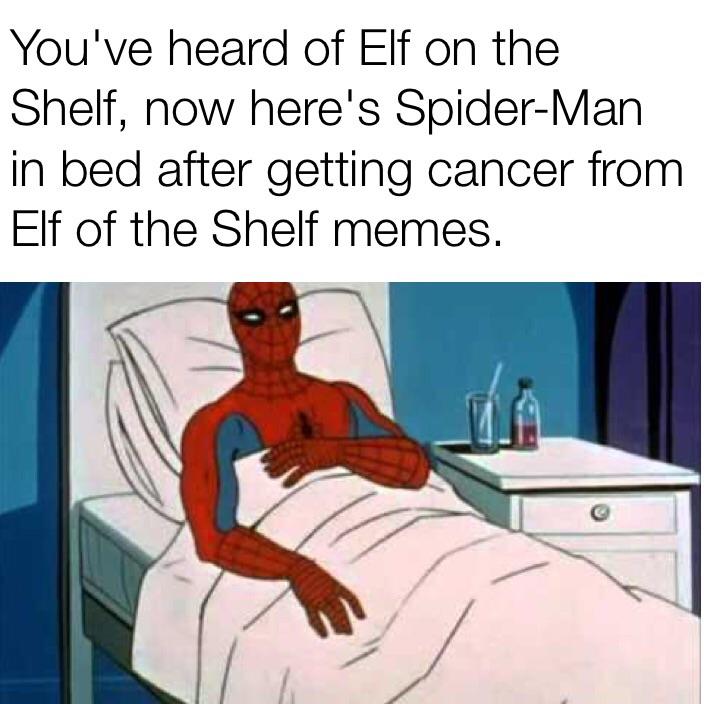 You've heard of Elf on the
Shelf, now here's Spider-Man
in bed after getting cancer from
Elf of the Shelf memes.